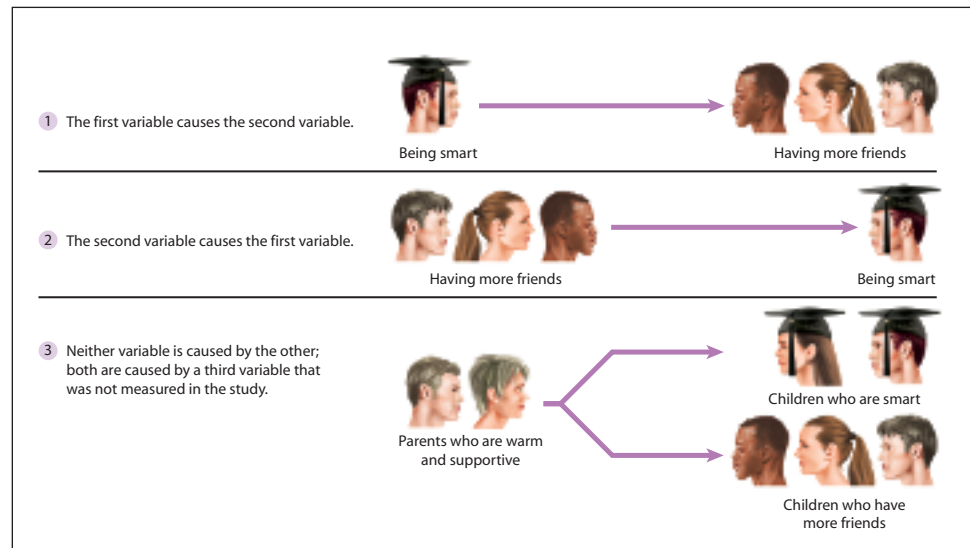 1 The first variable causes the second variable.
Being smart
Having more friends
2 The second variable causes the first variable.
Having more friends
Being smart
3 Neither variable is caused by the other;
both are caused by a third variable that
was not measured in the study.
Parents who are warm
and supportive
Children who are smart
Children who have
more friends